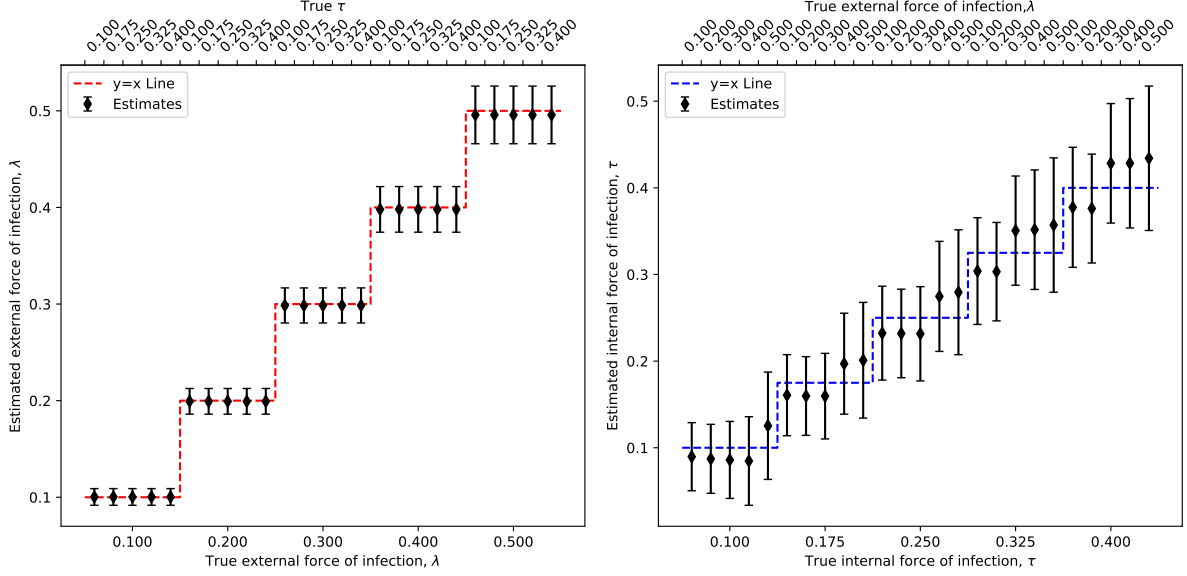 True τ
0.100 0.175 0.250 0.325 0.400 0.100 0.175 0.250 0.325 0.400 0.100 0.175 0.250 0.325 0.400 0.100 0.175 0.250 0.325 0.400 0.100 0.175 0.250 0.325 0.400
y=x Line
Estimates
0.5
0.4
0.3
0.2
0.1
Estimated external force of infection, λ
0.100 0.200 0.300 0.400 0.500
True external force of infection, λ
True external force of infection,λ
0.100 0.200 0.300 0.400 0.500 0.100 0.200 0.300 0.400 0.500 0.100 0.200 0.300 0.400 0.500 0.100 0.200 0.300 0.400 0.500 0.100 0.200 0.300 0.400 0.500
y=x Line
Estimates
0.5
0.4
0.3
0.2
0.1
Estimated internal force of infection, τ
0.100 0.175 0.250 0.325 0.400
True internal force of infection, τ